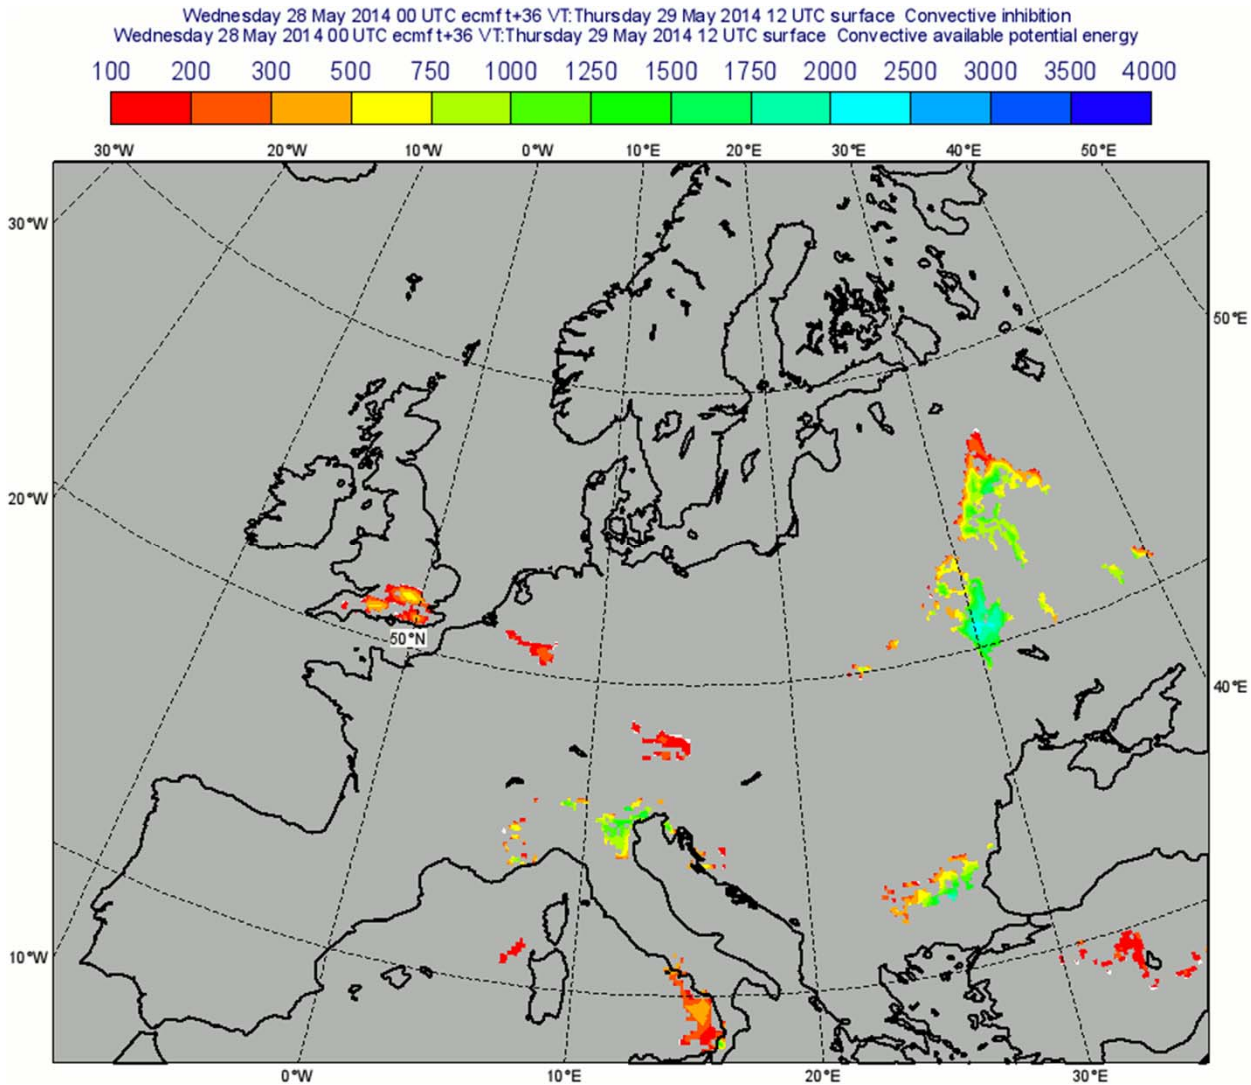 Wednesday 28 May 2014 00 UTC ecmf t+36 VT:Thursday 29 May 2014 12 UTC surface Convective inhibition
Wednesday 28 May 2014 00 UTC ecmf t+36 VT:Thursday 29 May 2014 12 UTC surface Convective available potential energy
100 200 300 500 750 1000 1250 1500 1750 2000 2500 3000 3500 4000
30°W 20°W 10°W 0°W 10°E 20°E 30°E 40°E 50°E
30°W
50°E
20°W
50°N
40°E
10°W
0°W 10°E 20°E 30°E